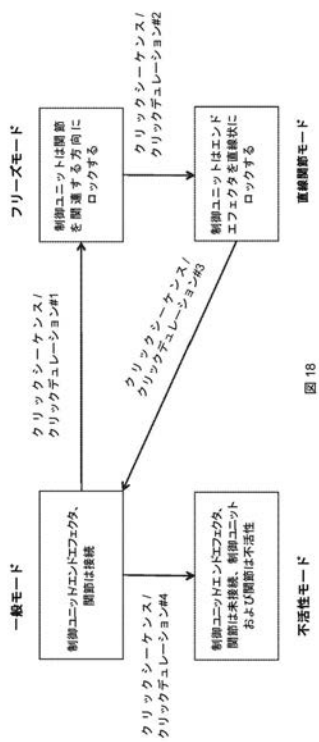 一般モード
制御ユニット/エンドエフェクタ、
関節は接続
クリックシーケンス/
クリックデュレーション#1
フリーズモード
制御ユニットは関節
を関連する方向に
ロックする
クリックシーケンス/
クリックデュレーション#2
クリックシーケンス/
クリックデュレーション#3
クリックシーケンス/
クリックデュレーション#4
制御ユニット/エンドエフェクタ、
関節は未接続、制御ユニット
および関節は不活性
不活性モード
制御ユニットはエンド
エフェクタを直線状に
ロックする
直線関節モード
図 18